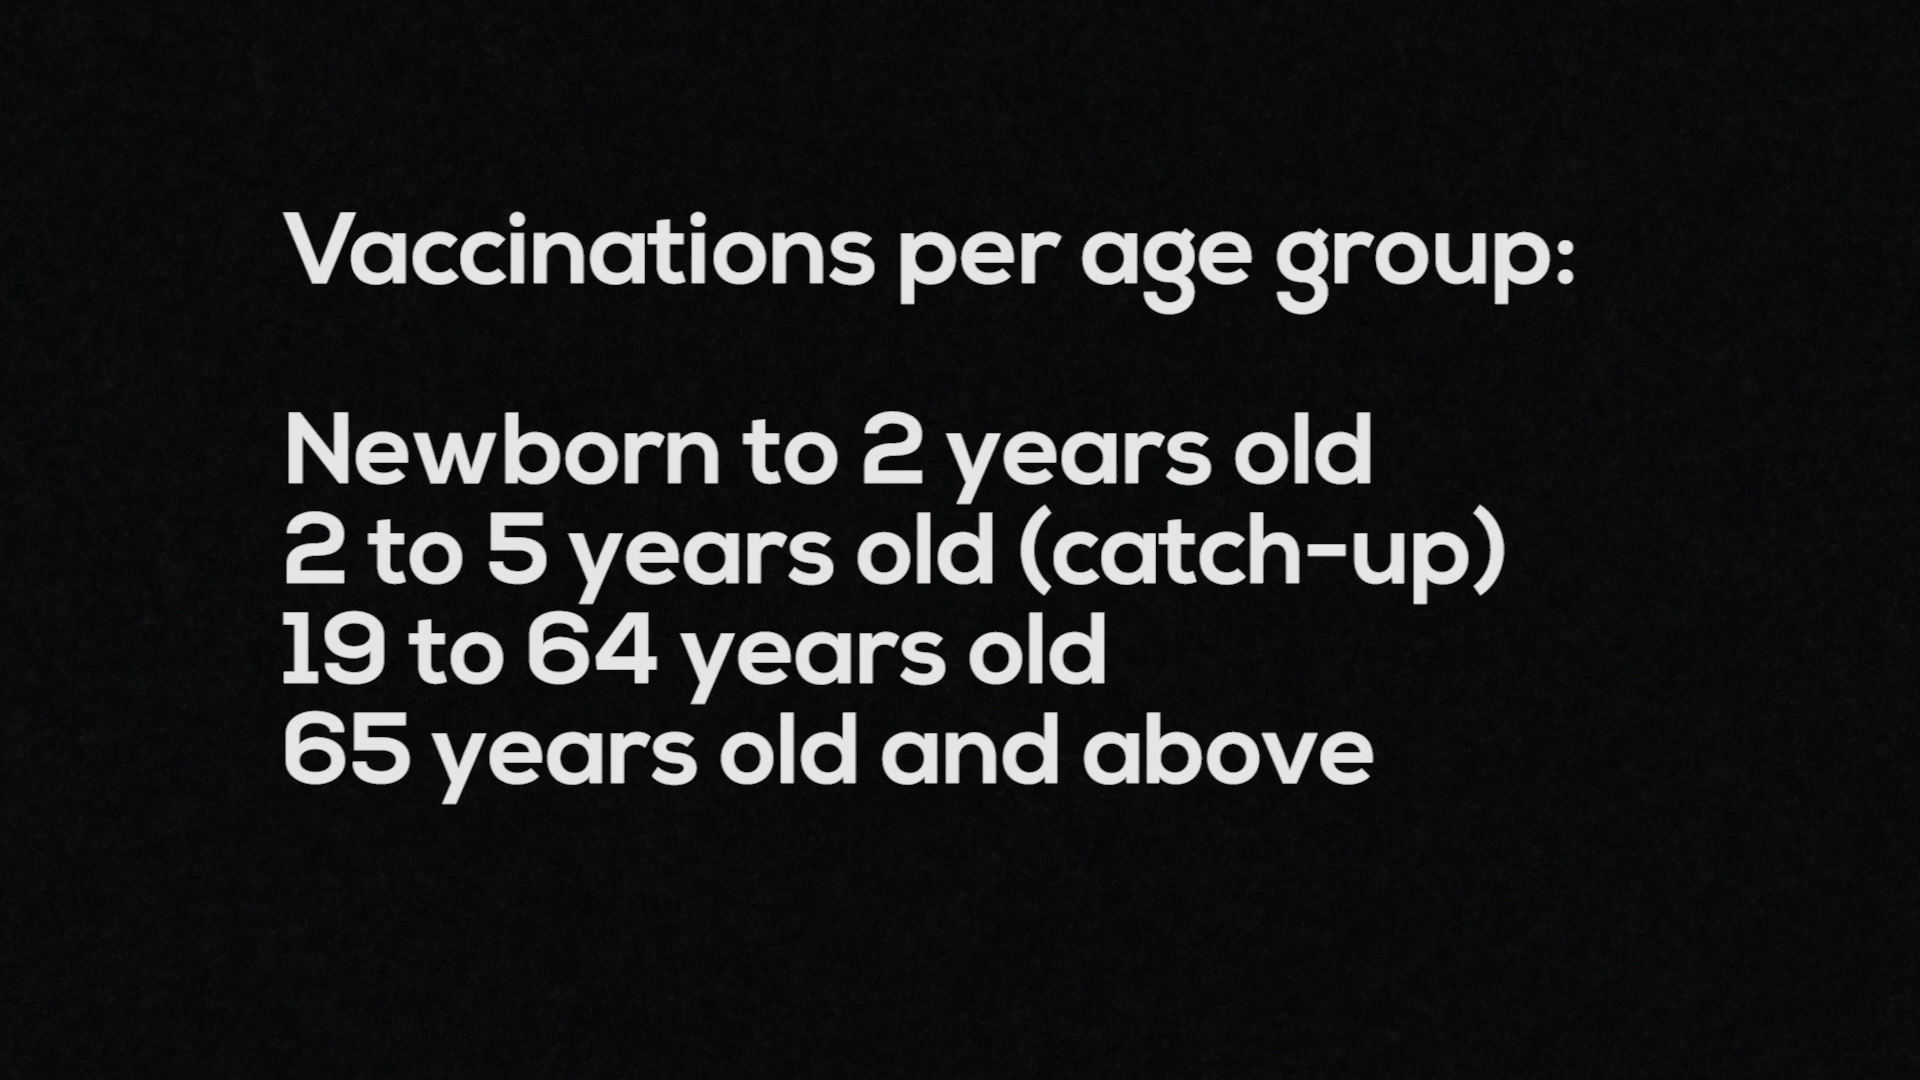 Vaccinations per age group:
Newborn to 2 years old
2 to 5 years old (catch-up)
19 to 64 years old
65 years old and above